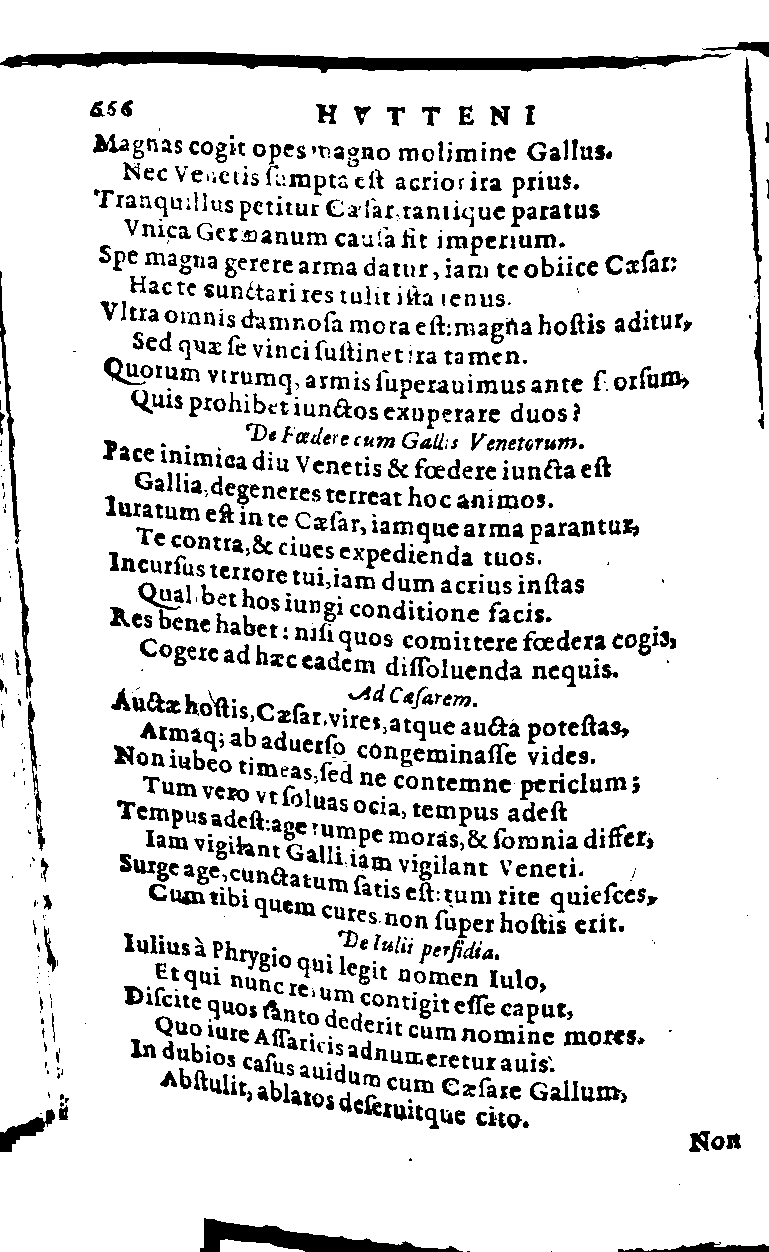 656 HVTTENI
Magnas cogit opes magno molimine Gallus.
Nec Venetis ſumpta eſt acrior ira prius.
Tranquillus petitur Cæſar, tantique paratus
Vnica Germanum cauſa fit imperium.
Spe magna gerere arma datur, iam te obiice Cæſar:
Hac te cunctari res tulit iſta tenus.
Vltra omnis damnoſa mora eſt: magna hoſtis aditur,
Sed quæ ſe vinci ſuſtinet ira tamen.
Quorum vtrumq, armis ſuperauimus ante ſeorſum,
Quis prohibet iunctos exuperare duos?
De Fœdere cum Gallis Venetorum.
Pace inimica diu Venetis & fœdere iuncta eſt
Gallia, degeneres terreat hoc animos.
Iuratum eſt in te Cæſar, iamque arma parantur,
Te contra, & ciues expedienda tuos.
Incurſus terrore tui, iam dum acrius inſtas
Qualibet hos iungi conditione facis.
Res bene habet: niſi quos comittere fœdera cogis,
Cogere ad hæc eadem diſſoluenda nequis.
Ad Cæſarem.
Auctæ hoſtis, Cæſar, vires, atque aucta poteſtas,
Armaq; ab aduerſo congeminaſſe vides.
Non iubeo timeas, ſed ne contemne periclum;
Tum vero vt ſoluas ocia, tempus adeſt
Tempus adeſt: age rumpe moras, & ſomnia differ,
Iam vigilant Galli iam vigilant Veneti.
Surge age, cunctatum ſatis eſt: tum rite quieſces,
Cum tibi quem cures non ſuper hoſtis erit.
De Iulii perfidia.
Iulius à Phrygio qui legit nomen Iulo,
Et qui nunc rerum contigit eſſe caput,
Diſcite quos ſanto dederit cum nomine mores.
Quo iure Aſſariciis adnumeretur auis.
In dubios caſus auidum cum Cæſare Gallum,
Abſtulit, ablatos deſeruitque cito.
Non